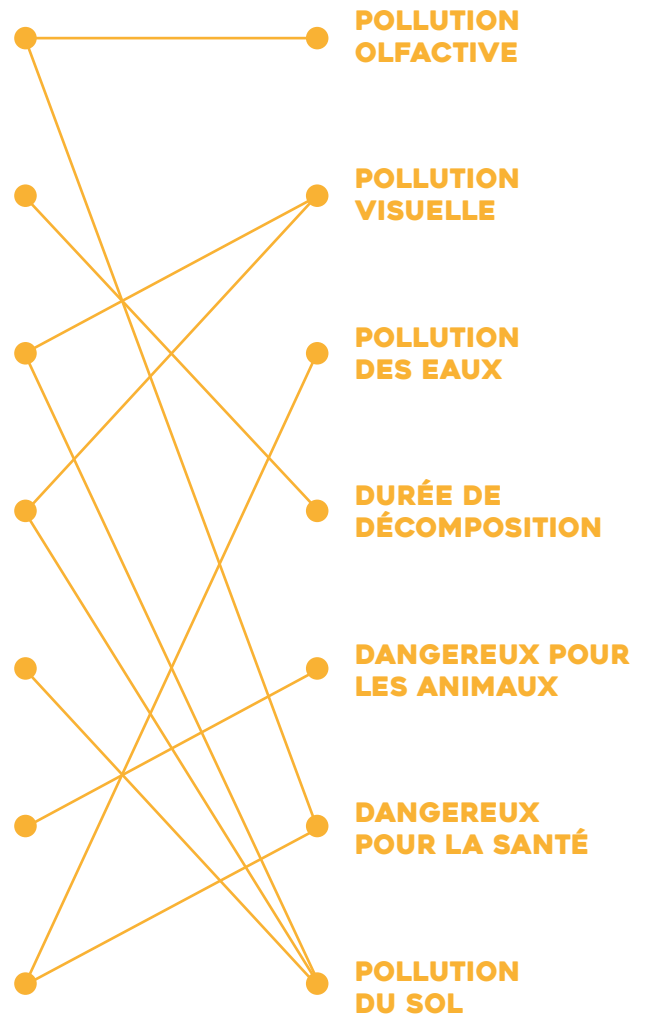 POLLUTION
OLFACTIVE
POLLUTION
VISUELLE
POLLUTION
DES EAUX
DURÉE DE
DÉCOMPOSITION
DANGEREUX POUR
LES ANIMAUX
DANGEREUX
POUR LA SANTÉ
POLLUTION
DU SOL